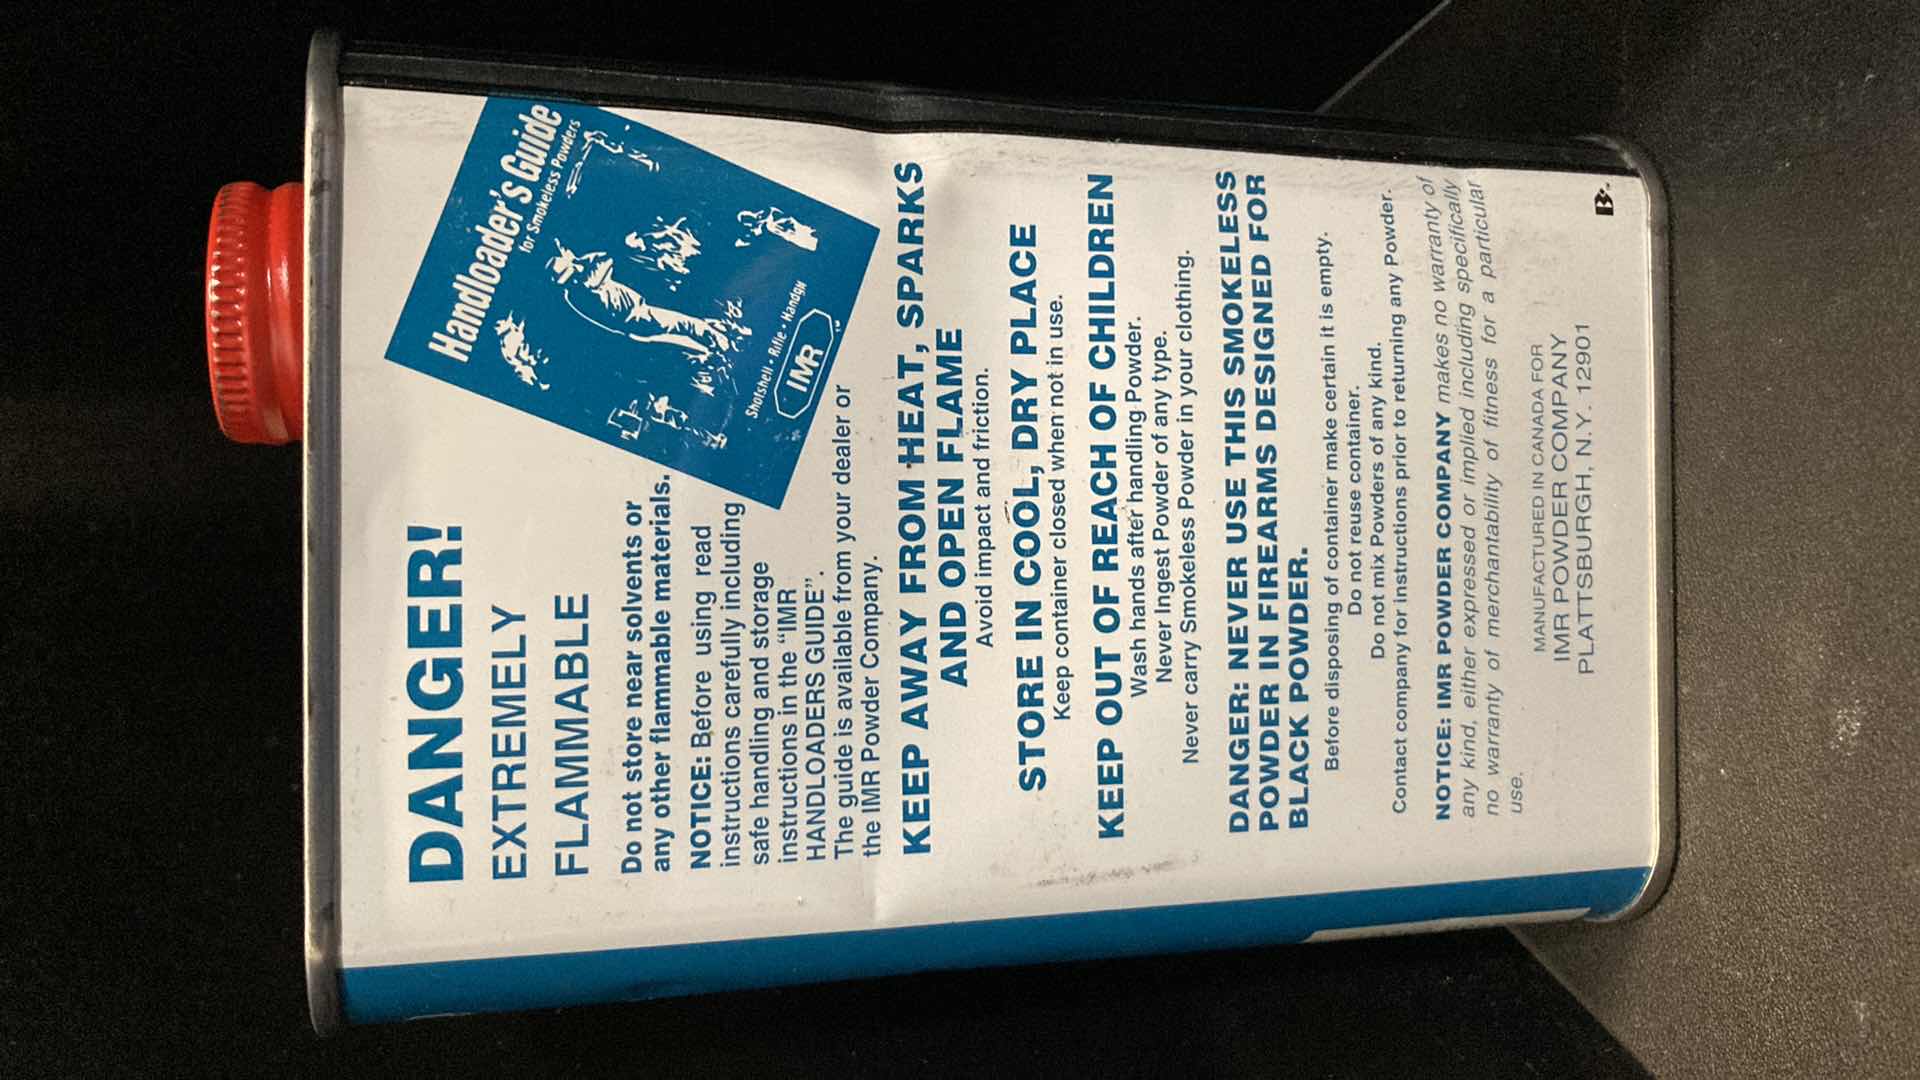 Handloader's Guide
for Smokeless Powders
Shotshell • Rifle • Handgun
IMR
DANGER!
EXTREMELY
FLAMMABLE
Do not store near solvents or
any other flammable materials.
NOTICE: Before using read
instructions carefully including
safe handling and storage
instructions in the "IMR
HANDLOADERS GUIDE".
The guide is available from your dealer or
the IMR Powder Company.
KEEP AWAY FROM HEAT, SPARKS
AND OPEN FLAME
Avoid impact and friction.
STORE IN COOL, DRY PLACE
Keep container closed when not in use.
KEEP OUT OF REACH OF CHILDREN
Wash hands after handling Powder.
Never Ingest Powder of any type.
Never carry Smokeless Powder in your clothing.
DANGER: NEVER USE THIS SMOKELESS
POWDER IN FIREARMS DESIGNED FOR
BLACK POWDER.
Before disposing of container make certain it is empty.
Do not reuse container.
Do not mix Powders of any kind.
Contact company for instructions prior to returning any Powder.
NOTICE: IMR POWDER COMPANY makes no warranty of
any kind, either expressed or implied including specifically
no warranty of merchantability of fitness for a particular
use.
MANUFACTURED IN CANADA FOR
IMR POWDER COMPANY
PLATTSBURGH, N.Y. 12901
B